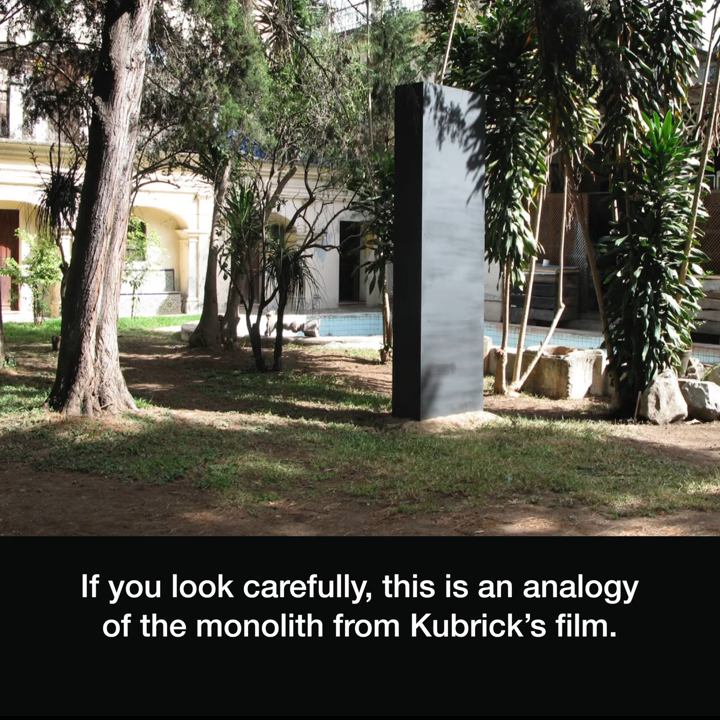 If you look carefully, this is an analogy
of the monolith from Kubrick’s film.